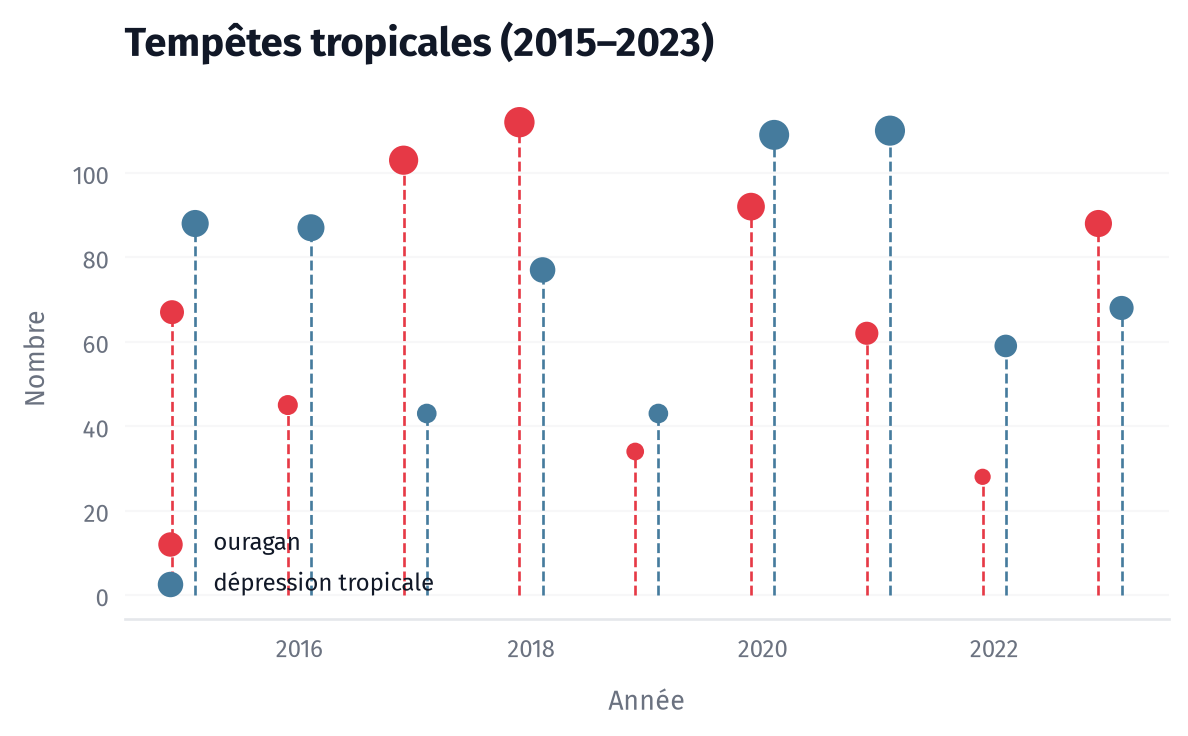 Tempêtes tropicales (2015–2023)
Nombre
100
80
60
40
20
0
ouragan
dépression tropicale
2016
2018
2020
2022
Année